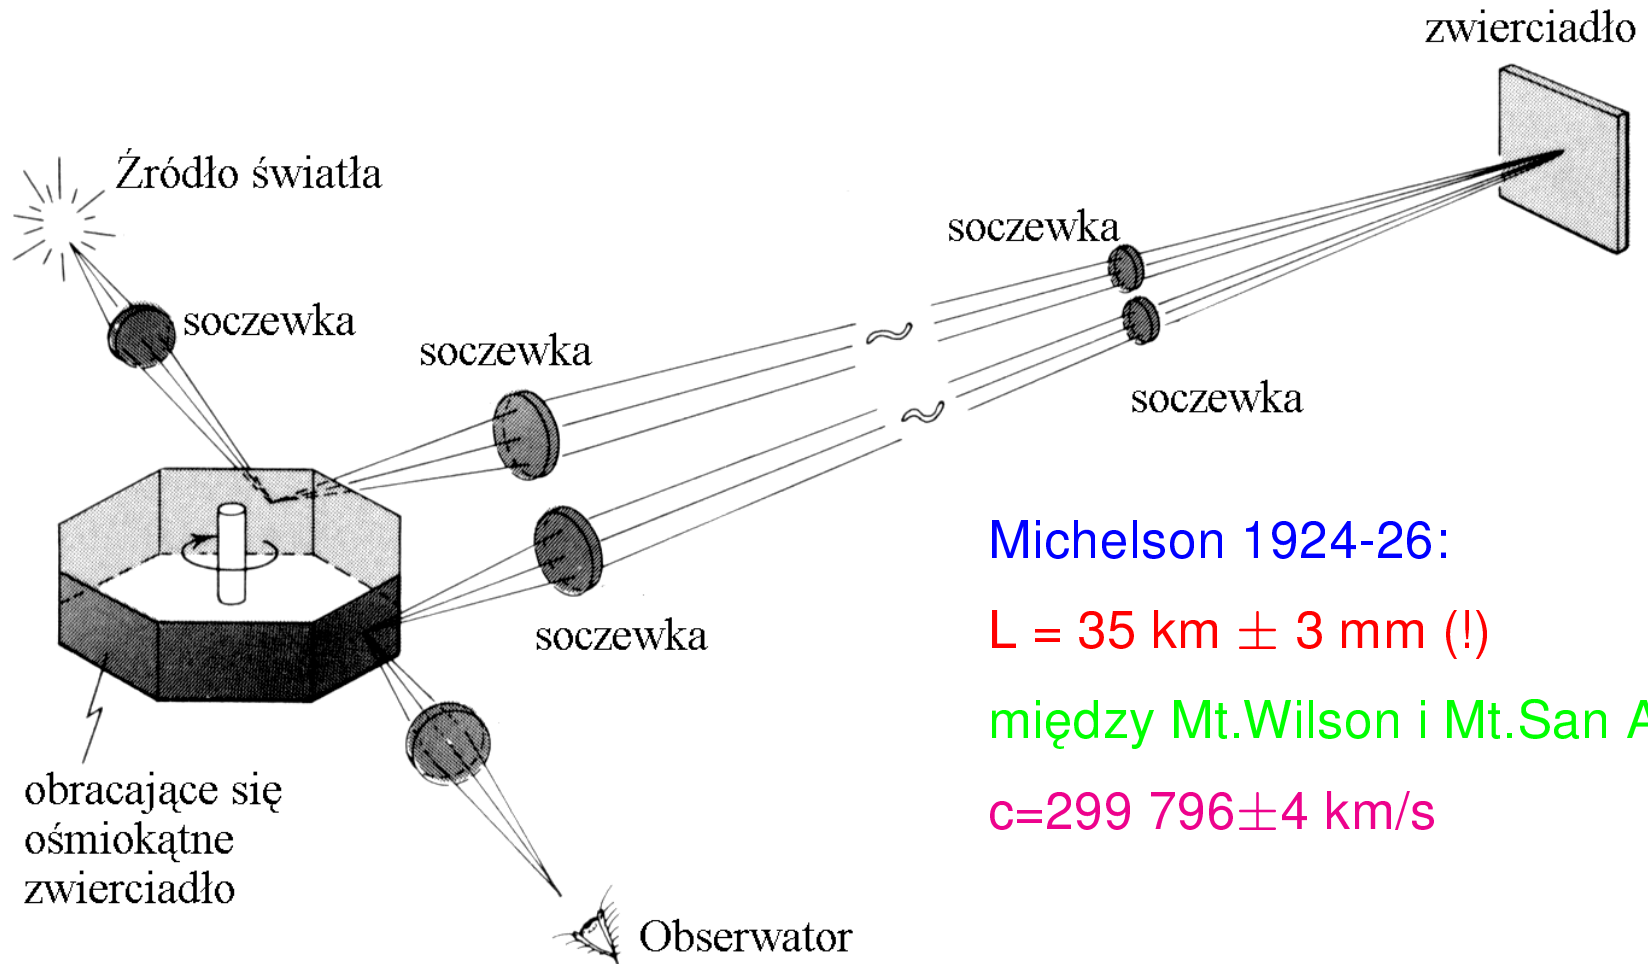 zwierciadło
Źródło światła
soczewka
soczewka
soczewka
soczewka
soczewka
Michelson 1924-26:
L = 35 km ± 3 mm (!)
między Mt.Wilson i Mt.San
c=299 796±4 km/s
obracające się
ośmiokątne
zwierciadło
Obserwator